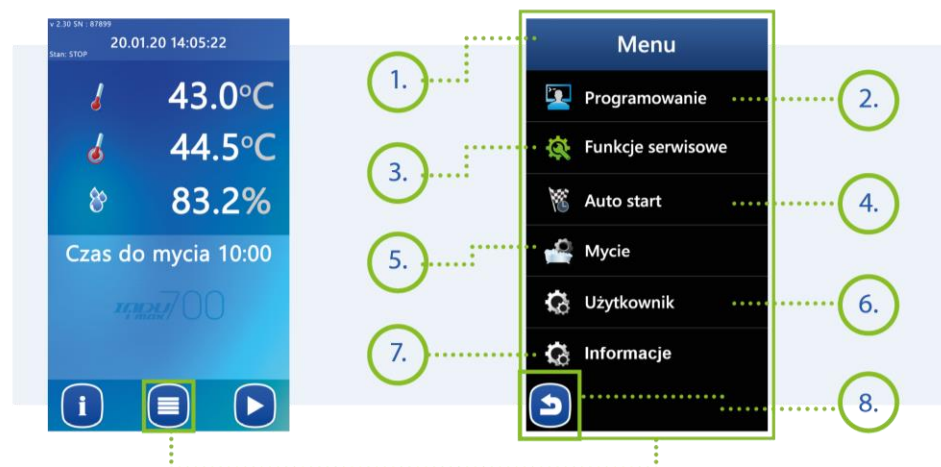 v 2.30 SN : 87899
20.01.20 14:05:22
Stan: STOP
43.0°C
44.5°C
83.2%
Czas do mycia 10:00
700
i
Menu
Programowanie
Funkcje serwisowe
Auto start
Mycie
Użytkownik
Informacje
1.
2.
3.
4.
5.
6.
7.
8.